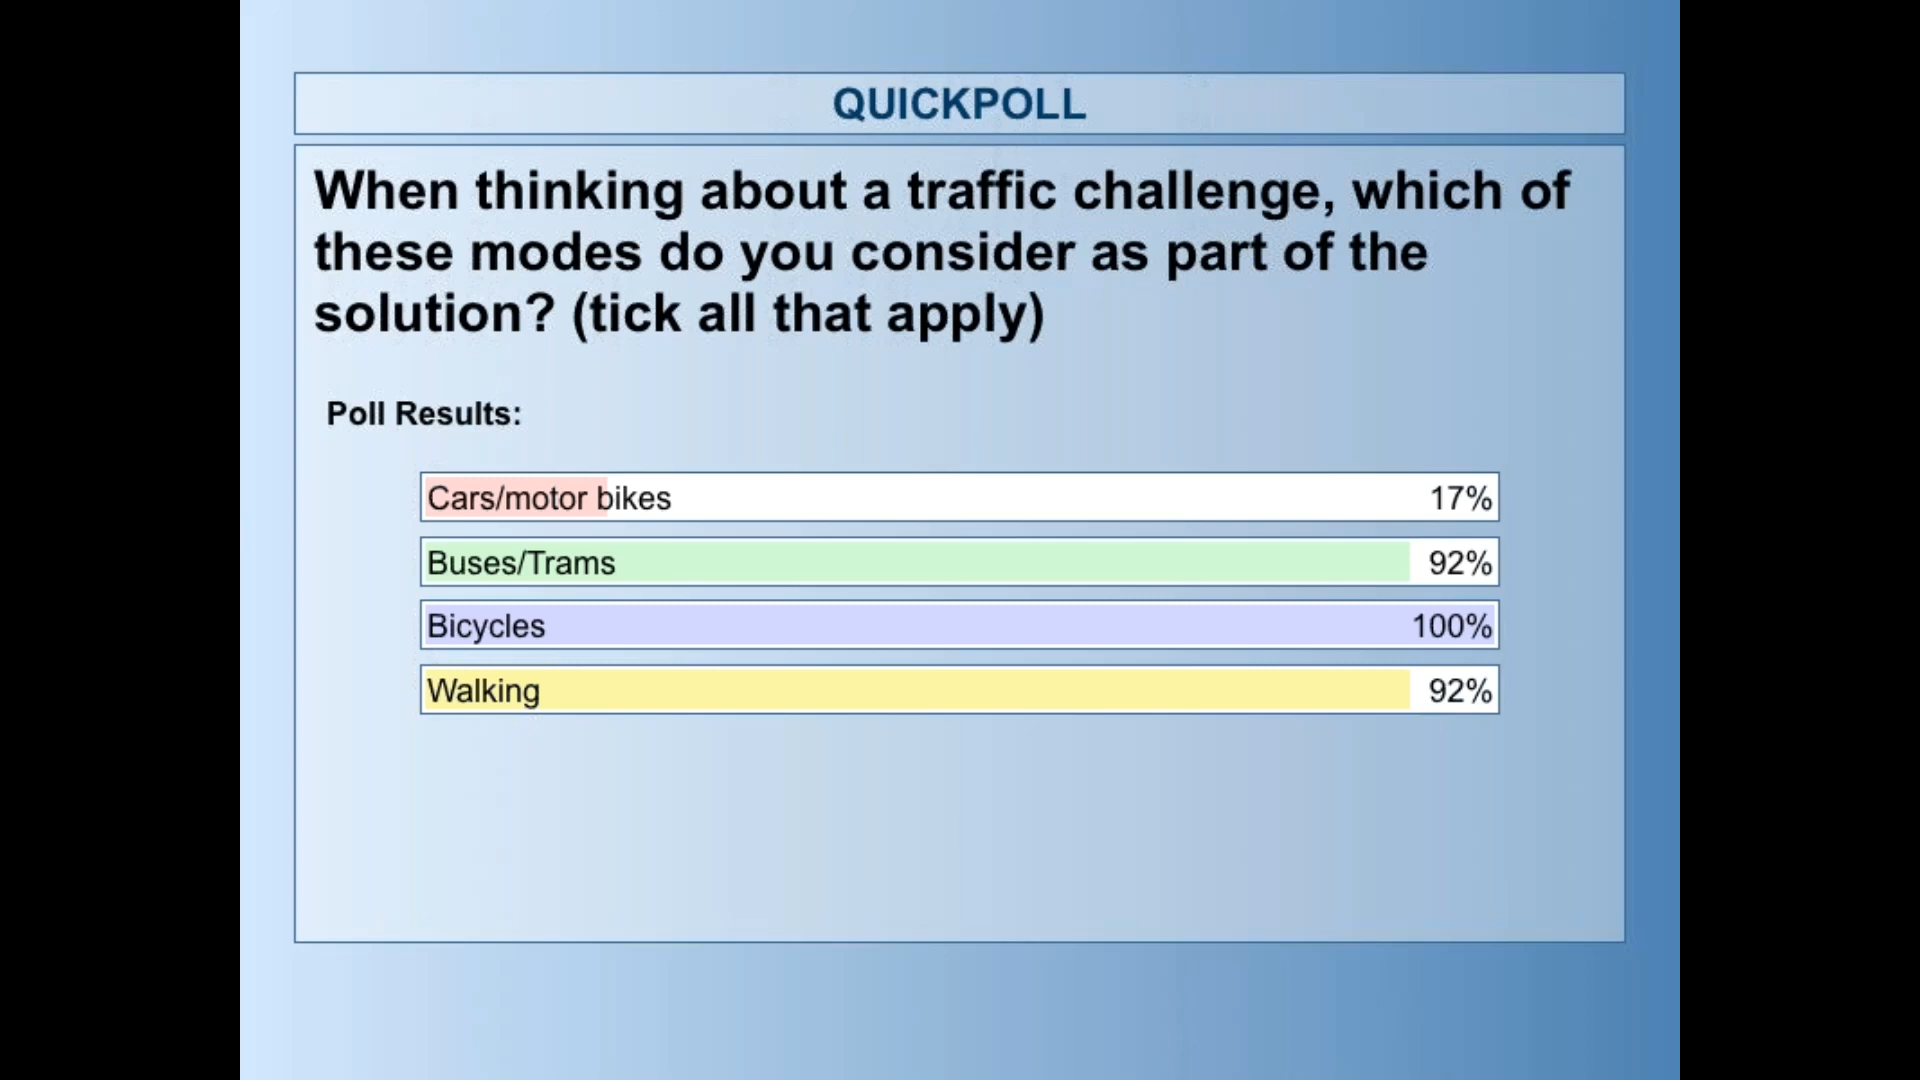 QUICKPOLL
When thinking about a traffic challenge, which of
these modes do you consider as part of the
solution? (tick all that apply)
Poll Results:
Cars/motor bikes 17%
Buses/Trams 92%
Bicycles 100%
Walking 92%